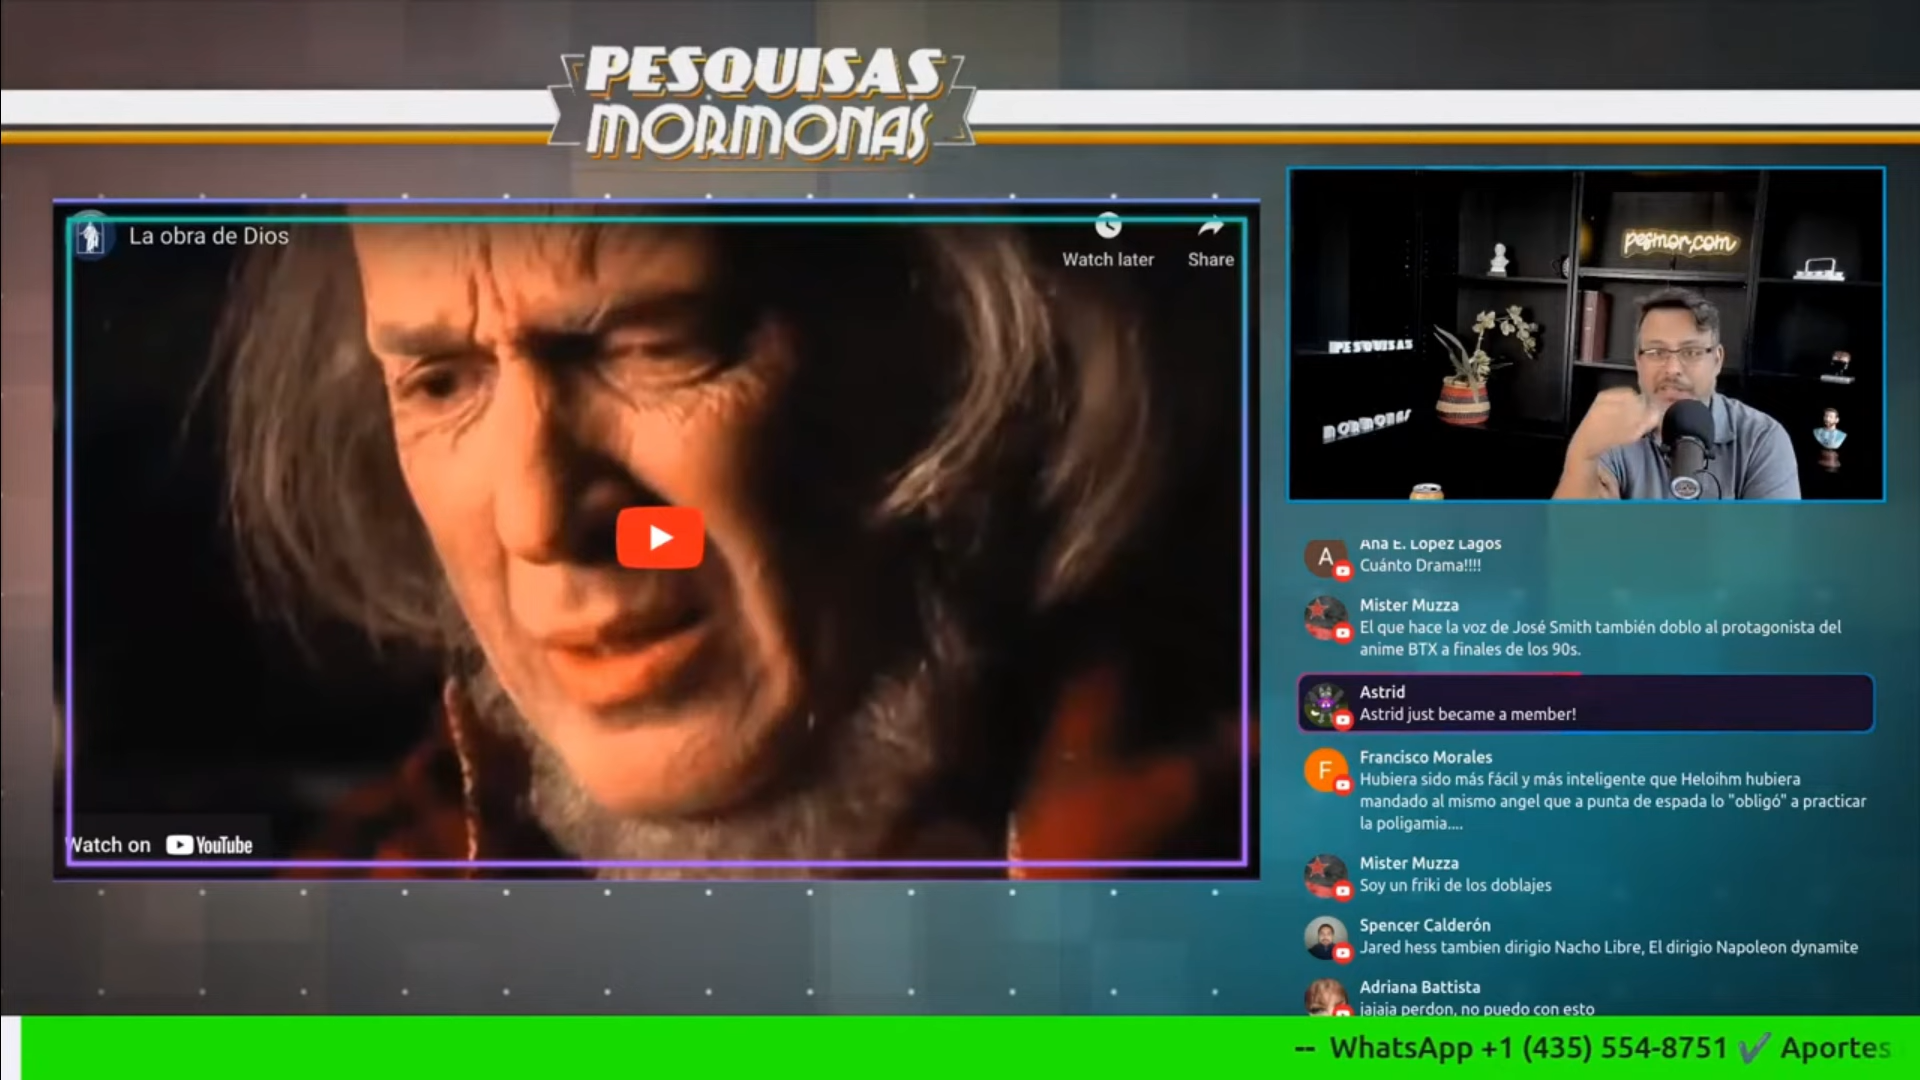 PESQUISAS
MORMONAS
La obra de Dios
Watch later
Share
Watch on YouTube
pesmor.com
PESQUISAS
MORMONAS
Ana E. Lopez Lagos
Cuánto Drama!!!!
Mister Muzza
El que hace la voz de José Smith también doblo al protagonista del
anime BTX a finales de los 90s.
Astrid
Astrid just became a member!
Francisco Morales
Hubiera sido más fácil y más inteligente que Heloihm hubiera
mandado al mismo angel que a punta de espada lo "obligó" a practicar
la poligamia....
Mister Muzza
Soy un friki de los doblajes
Spencer Calderón
Jared hess tambien dirigio Nacho Libre, El dirigio Napoleon dynamite
Adriana Battista
jajaja perdon, no puedo con esto
-- WhatsApp +1 (435) 554-8751 ✔ Aportes